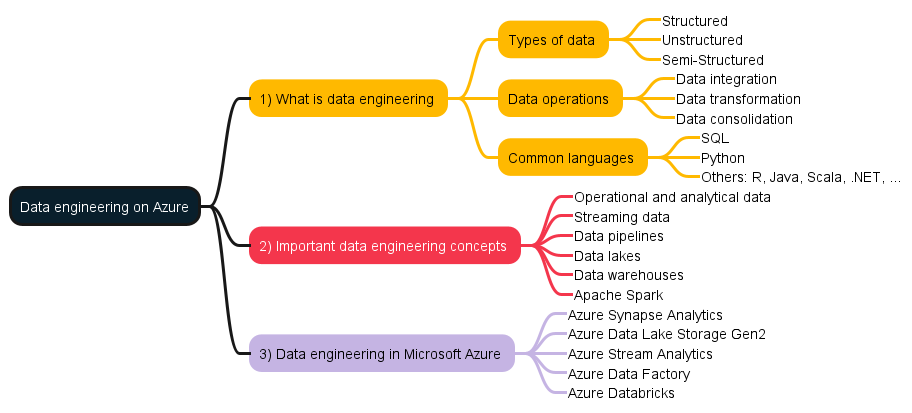 Data engineering on Azure
1) What is data engineering
Types of data
Structured
Unstructured
Semi-Structured
Data operations
Data integration
Data transformation
Data consolidation
Common languages
SQL
Python
Others: R, Java, Scala, .NET, ...
2) Important data engineering concepts
Operational and analytical data
Streaming data
Data pipelines
Data lakes
Data warehouses
Apache Spark
3) Data engineering in Microsoft Azure
Azure Synapse Analytics
Azure Data Lake Storage Gen2
Azure Stream Analytics
Azure Data Factory
Azure Databricks